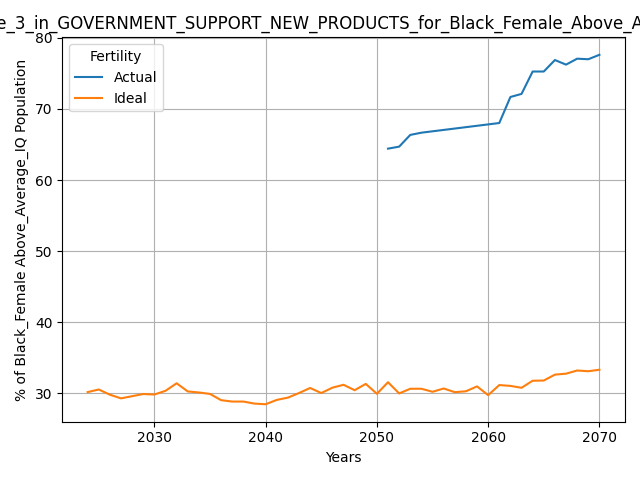 e_3_in_GOVERNMENT_SUPPORT_NEW_PRODUCTS_for_Black_Female_Above_A
80
70
60
50
40
30
% of Black_Female Above_Average_IQ Population
Fertility
Actual
Ideal
2030
2040
2050
2060
2070
Years